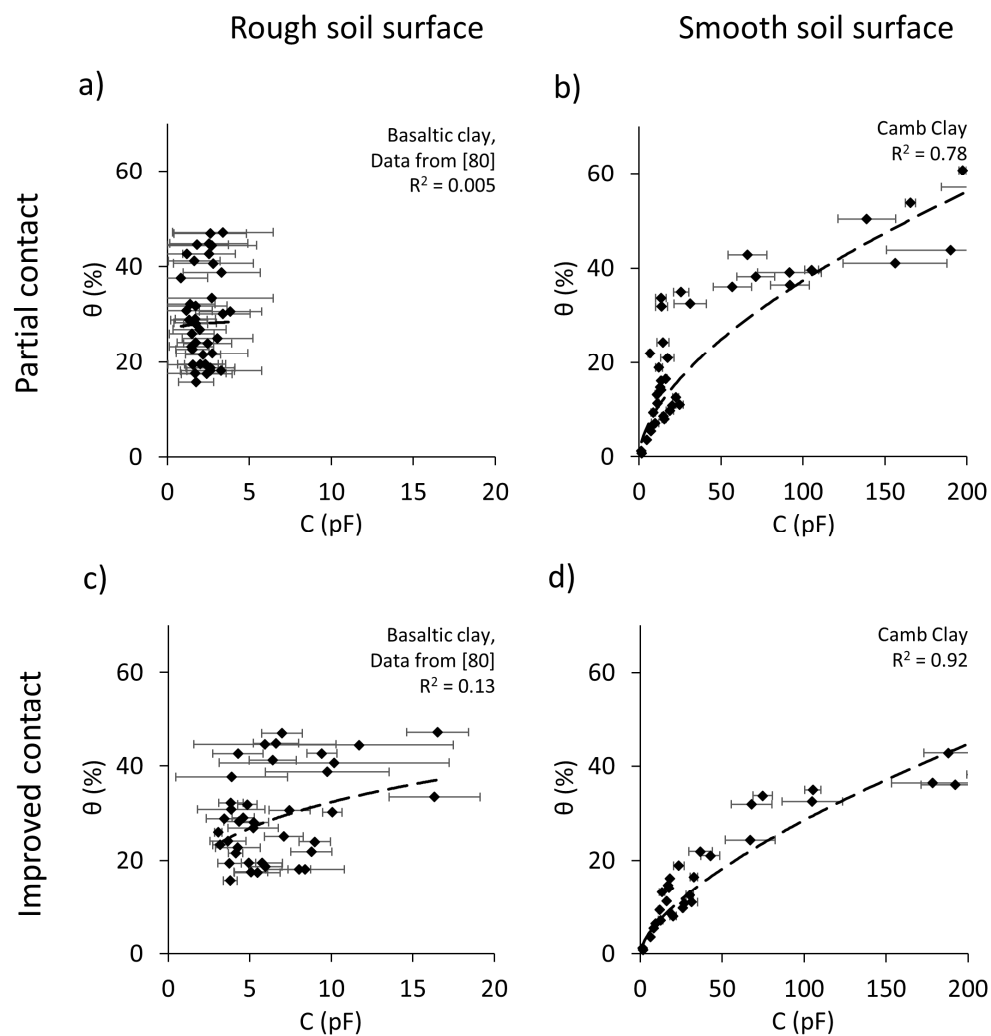 Rough soil surface
Smooth soil surface
Partial contact
Improved contact
a)
Basaltic clay,
Data from [80]
R² = 0.005
60
40
20
0
θ (%)
0 5 10 15 20
C (pF)
b)
Camb Clay
R² = 0.78
60
40
20
0
θ (%)
0 50 100 150 200
C (pF)
c)
Basaltic clay,
Data from [80]
R² = 0.13
60
40
20
0
θ (%)
0 5 10 15 20
C (pF)
d)
Camb Clay
R² = 0.92
60
40
20
0
θ (%)
0 50 100 150 200
C (pF)